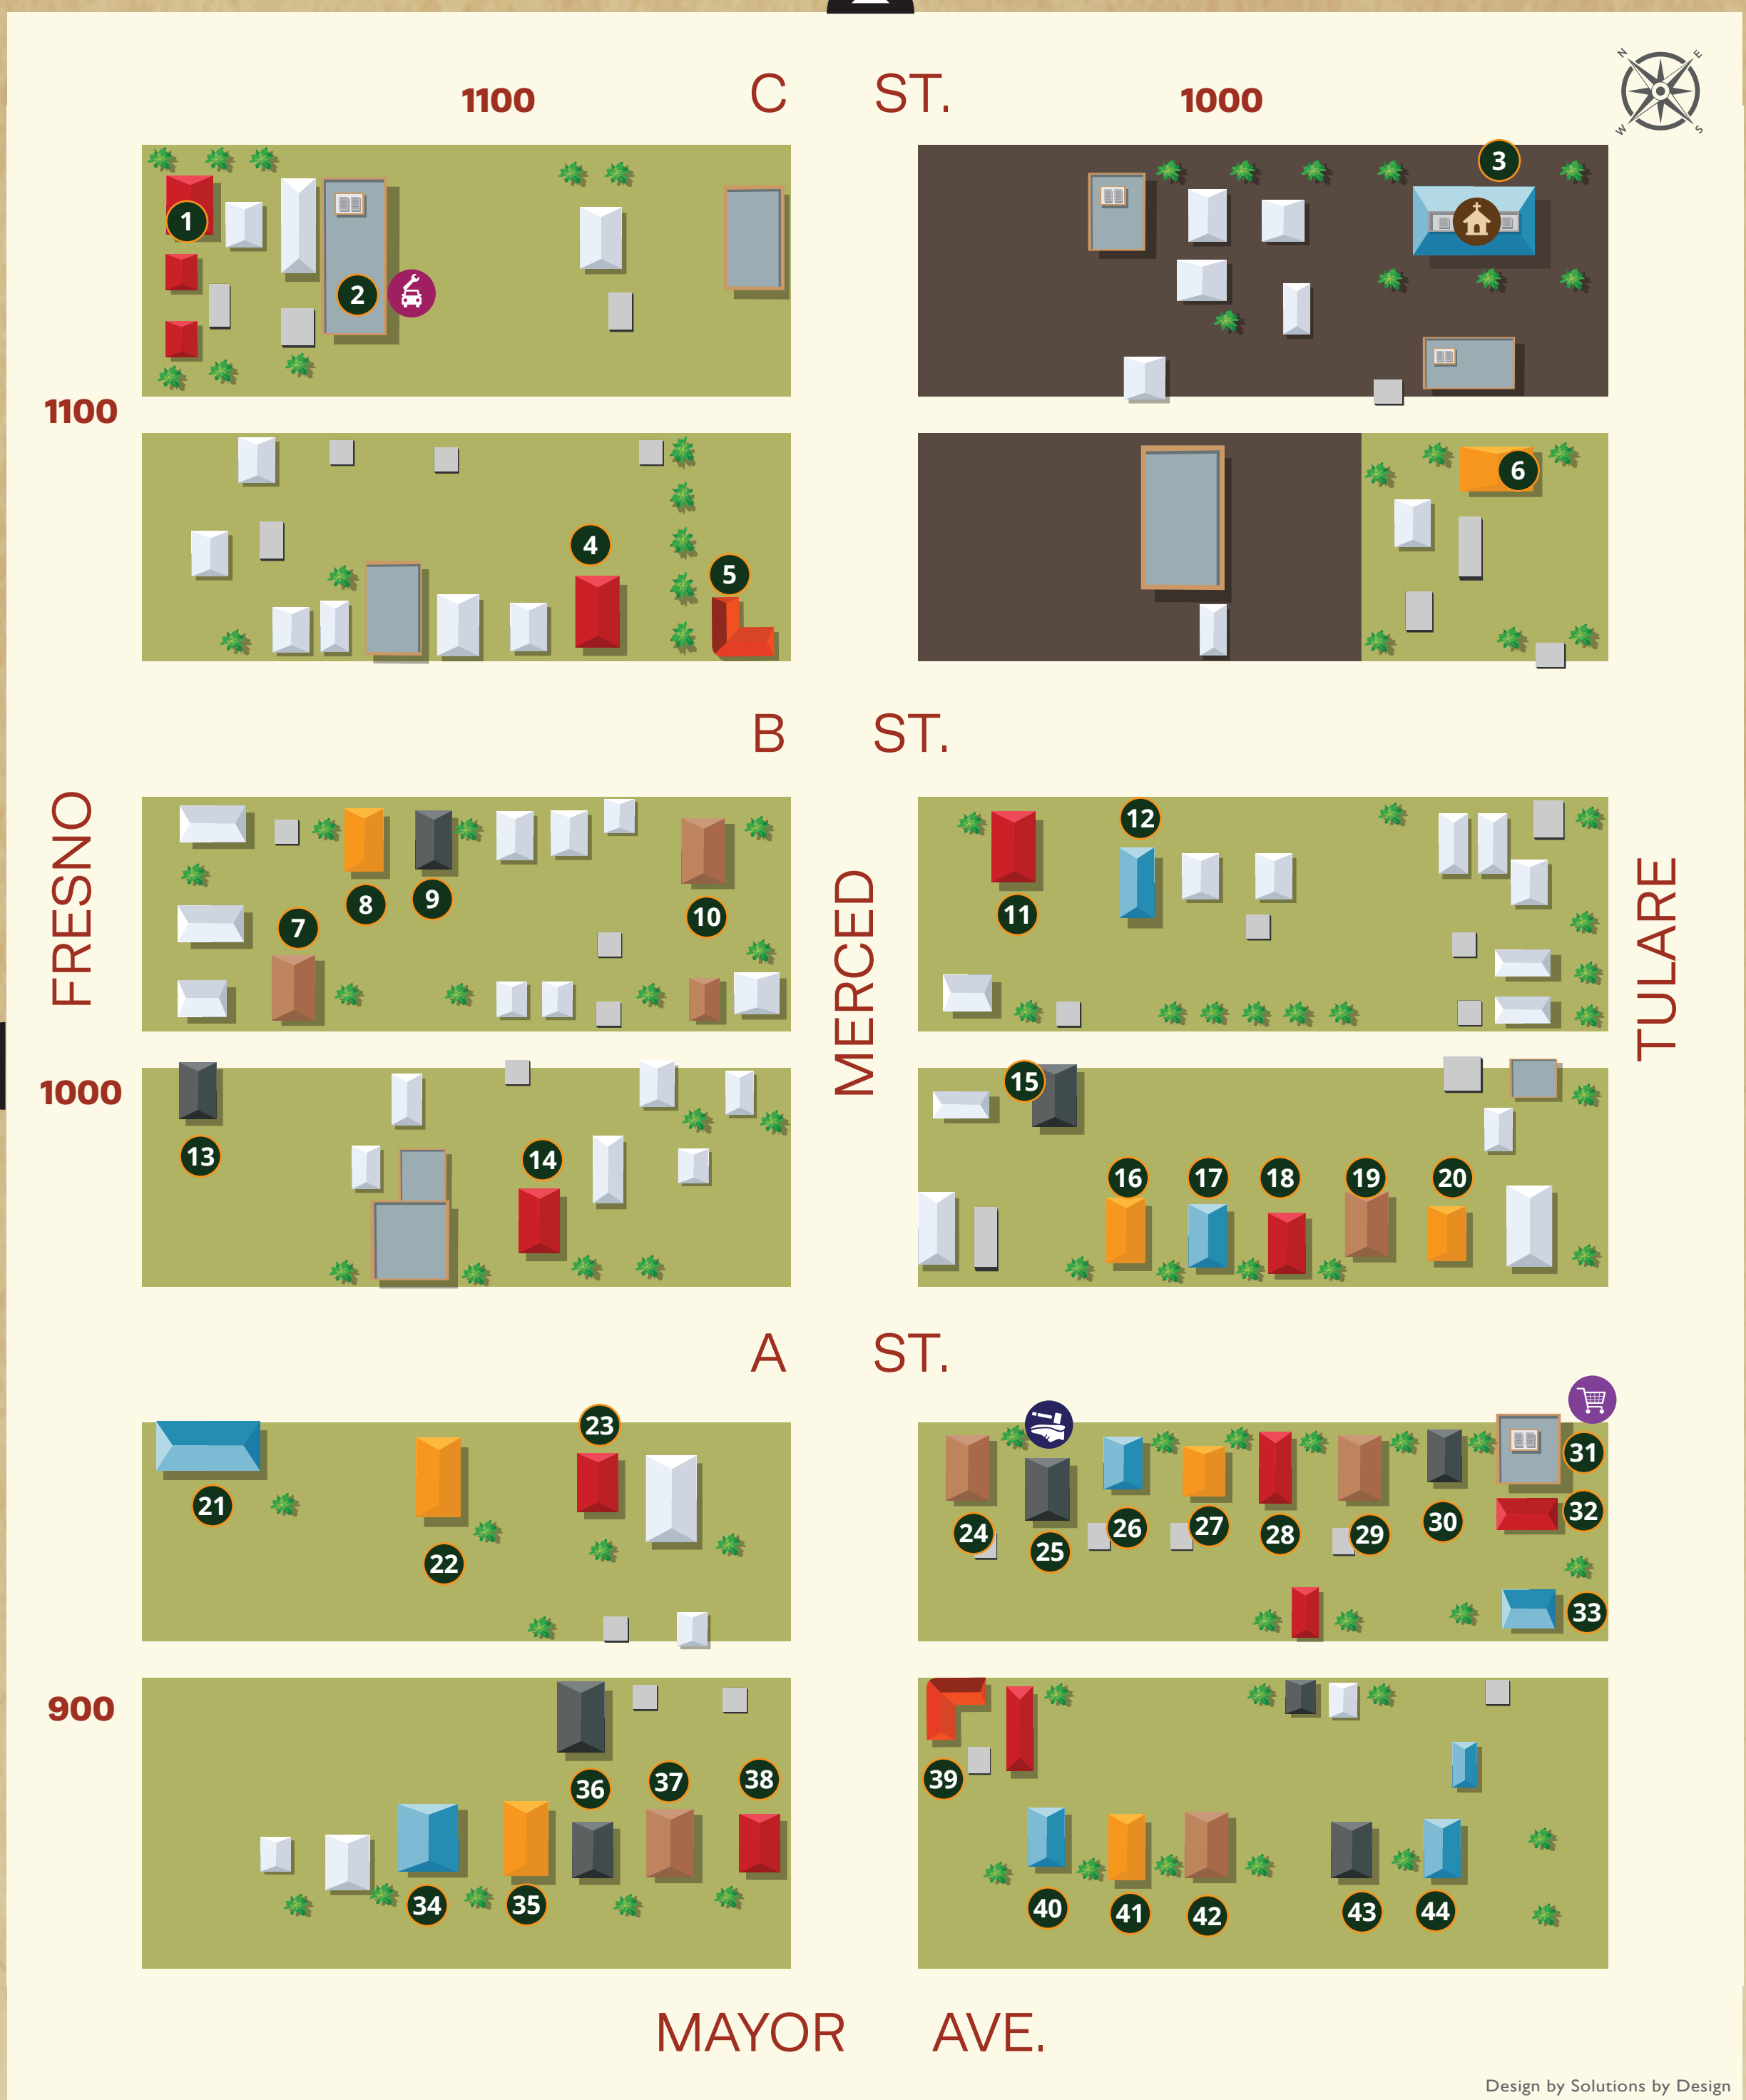 1100 C ST. 1000
N E
W S
1 2 3
1100
4 5 6
B ST.
FRESNO
MERCED
TULARE
7 8 9 10 11 12
1000
13 14 15 16 17 18 19 20
A ST.
21 22 23 24 25 26 27 28 29 30 31
32
33
900
34 35 36 37 38 39 40 41 42 43 44
MAYOR AVE.
Design by Solutions by Design